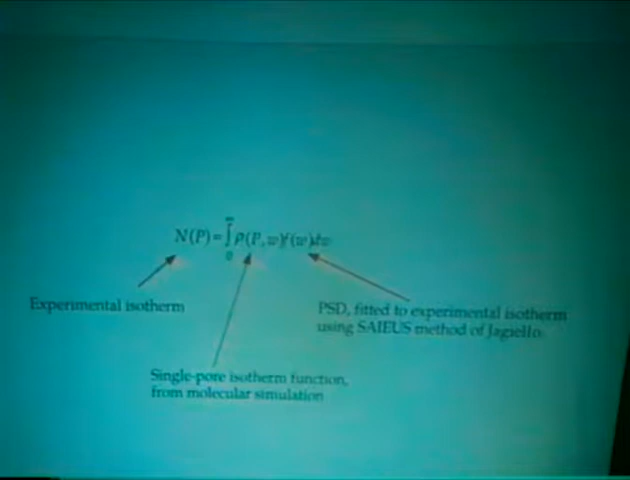 N(P)=∫₀^∞ ρ(P,w)f(w)dw
Experimental isotherm
PSD, fitted to experimental isotherm
using SAIEUS method of Jagiello.
Single-pore isotherm function,
from molecular simulation